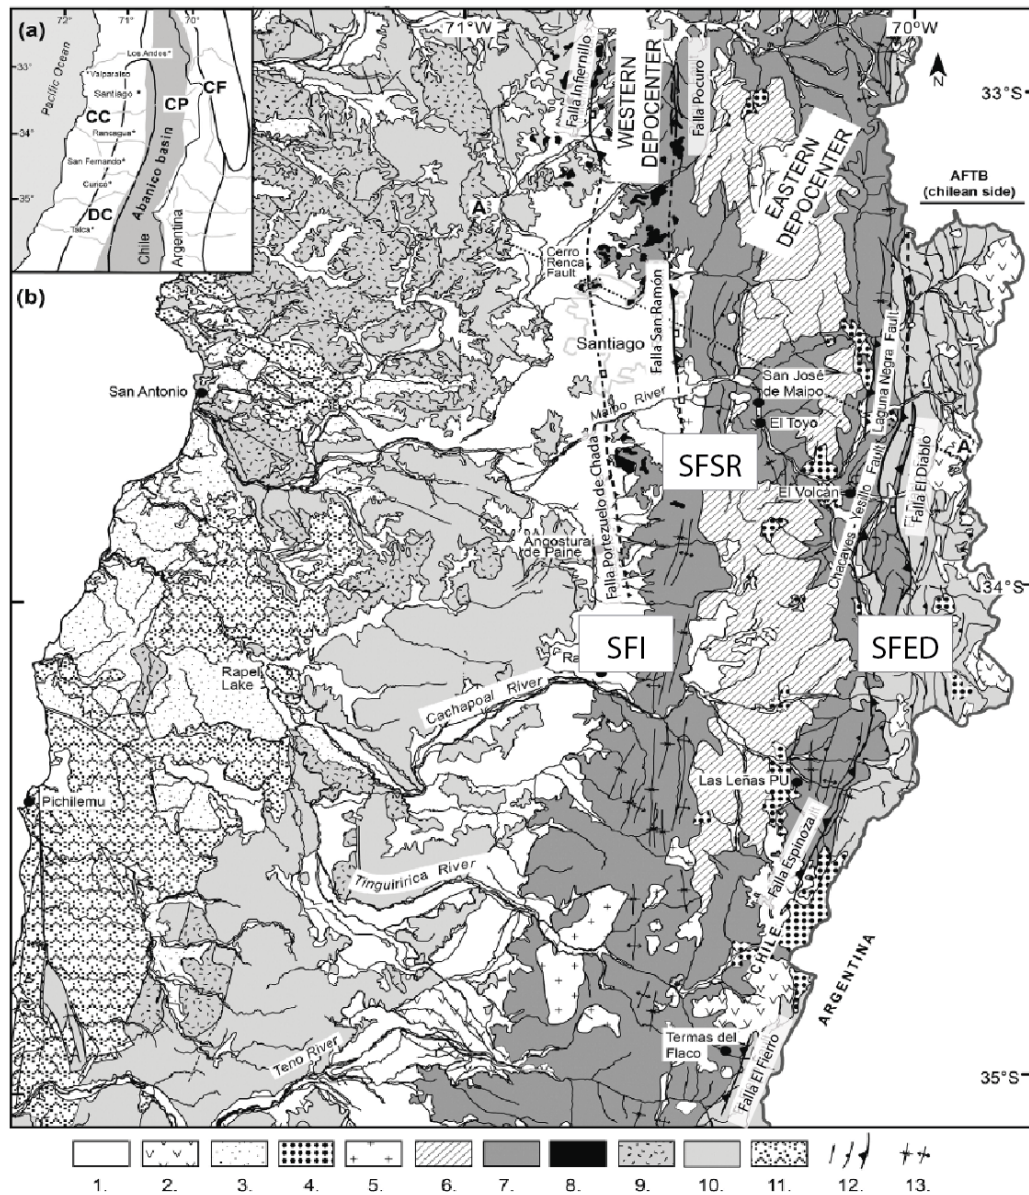 (a)
72°
71°
70°
33°
34°
35°
Pacific Ocean
Los Andes*
*Valparaíso
Santiago *
CC
CP
CF
Rancagua*
San Fernando*
Curicó*
DC
Talca*
Abanico basin
Chile
Argentina
(b)
71°W
70°W
N
33°S
34°S
35°S
Falla Infiernillo
WESTERN
DEPOCENTER
Falla Pocuro
EASTERN
DEPOCENTER
AFTB
(chilean side)
A
Cerro
Renca
Fault
Falla San Ramón
Santiago
San Antonio
Maipo River
San José
de Maipo
El Toyo
Laguna Negra Fault
SFSR
El Volcán
Falla El Diablo
A'
Chacayes - Yesillo Fault
Falla Portezuelo de Chada
Angostura
de Paine
SFI
SFED
Ra
Rapel
Lake
Cachapoal River
Las Leñas PU
Pichilemu
Falla Espinoza
Tinguiririca River
CHILE
ARGENTINA
Teno River
Termas del
Flaco
Falla El Fierro
1. 2. 3. 4. 5. 6. 7. 8. 9. 10. 11. 12. 13.